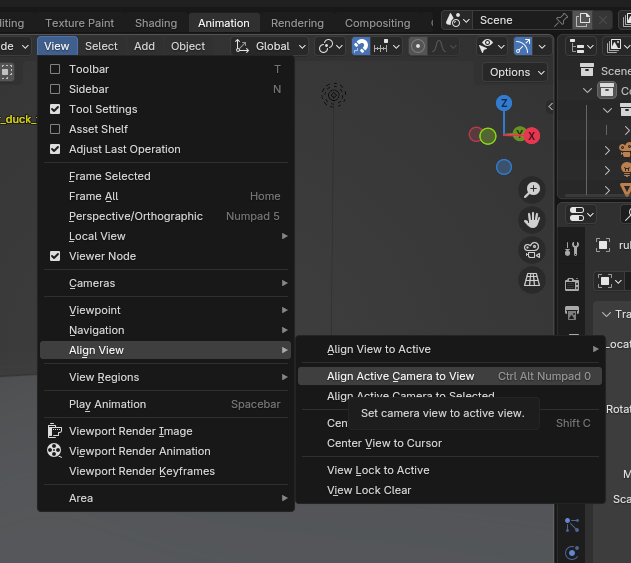 Texture Paint Shading Animation Rendering Compositing
Scene
View Select Add Object Global
Options
Toolbar T
Sidebar N
Tool Settings
Asset Shelf
Adjust Last Operation
Frame Selected
Frame All Home
Perspective/Orthographic Numpad 5
Local View
Viewer Node
Cameras
Viewpoint
Navigation
Align View
View Regions
Play Animation Spacebar
Viewport Render Image
Viewport Render Animation
Viewport Render Keyframes
Area
Align View to Active
Align Active Camera to View Ctrl Alt Numpad 0
Align Active Camera to Selected
Set camera view to active view.
Cen Shift C
Center View to Cursor
View Lock to Active
View Lock Clear
Z
Y
X
_duck_
Scene
Co
rul
Tra
Locat
Rotat
M
Sca